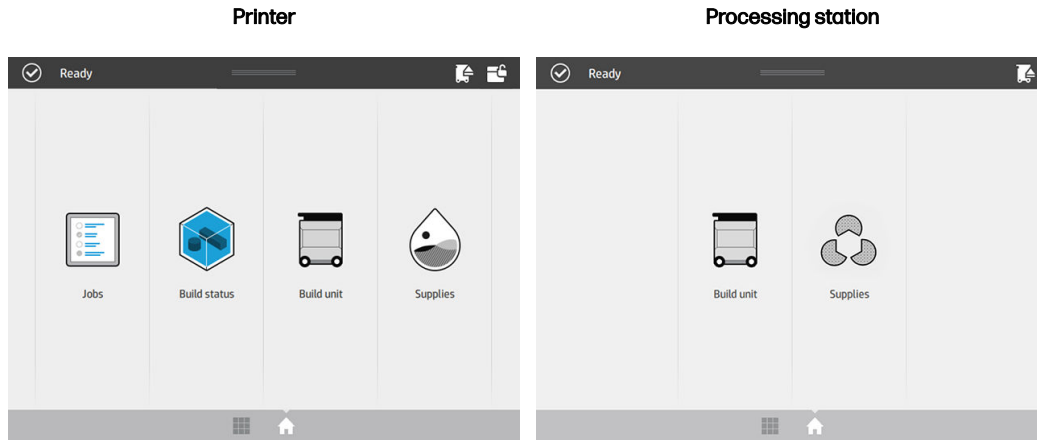 Printer
Processing station
Ready
Ready
Jobs
Build status
Build unit
Supplies
Build unit
Supplies